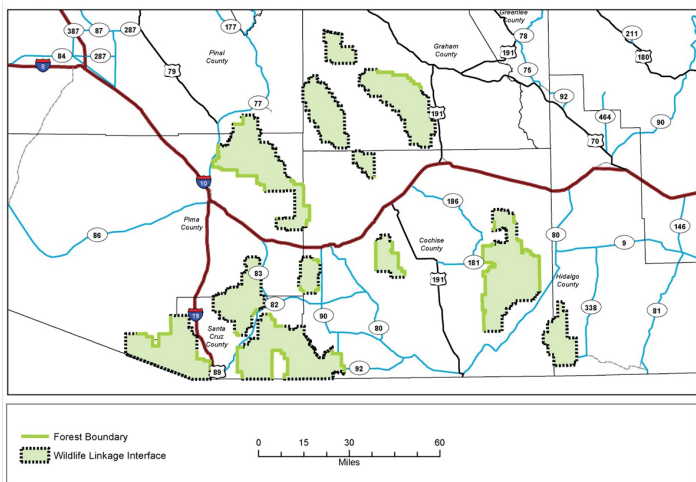 387
87
287
177
Greenlee
County
78
211
84
287
Pinal
County
Graham
County
191
180
8
79
75
77
92
191
464
90
70
10
186
86
Pima
County
Cochise
County
80
9
146
83
181
191
Hidalgo
County
82
19
90
80
338
81
Santa
Cruz
County
89
92
Forest Boundary
Wildlife Linkage Interface
0 15 30 60
Miles